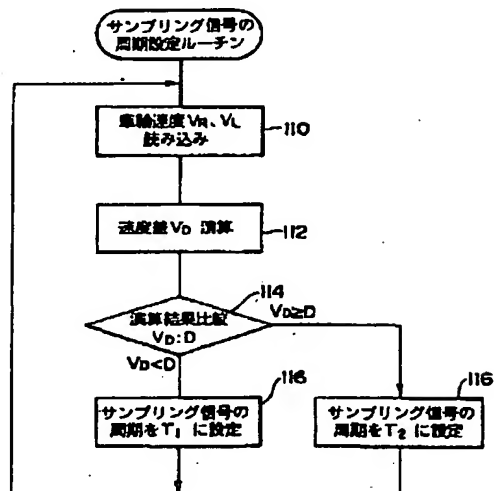 サンプリング信号の
周期設定ルーチン
車輪速度VR、VL
読み込み
110
速度差VD 演算
112
114
演算結果比較
VD:D
VD≥D
VD<D
116
116
サンプリング信号の
周期をT1に設定
サンプリング信号の
周期をT2に設定